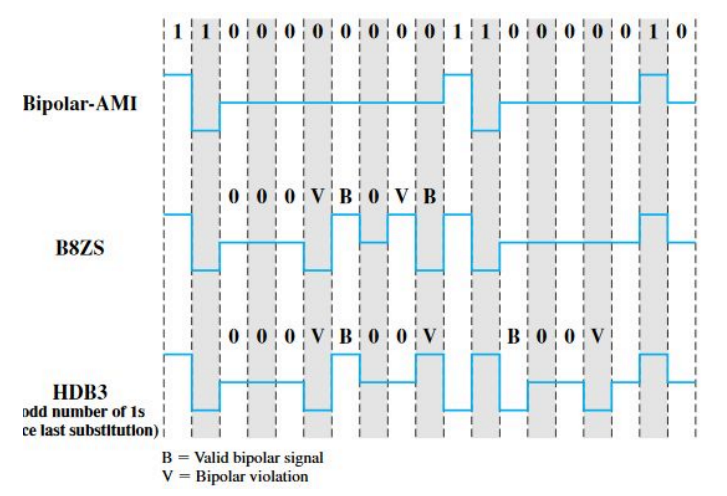 1 1 0 0 0 0 0 0 0 0 1 1 0 0 0 0 0 1 0
Bipolar-AMI
0 0 0 V B 0 V B
B8ZS
0 0 0 V B 0 0 V B 0 0 V
HDB3
odd number of 1s
ce last substitution)
B = Valid bipolar signal
V = Bipolar violation